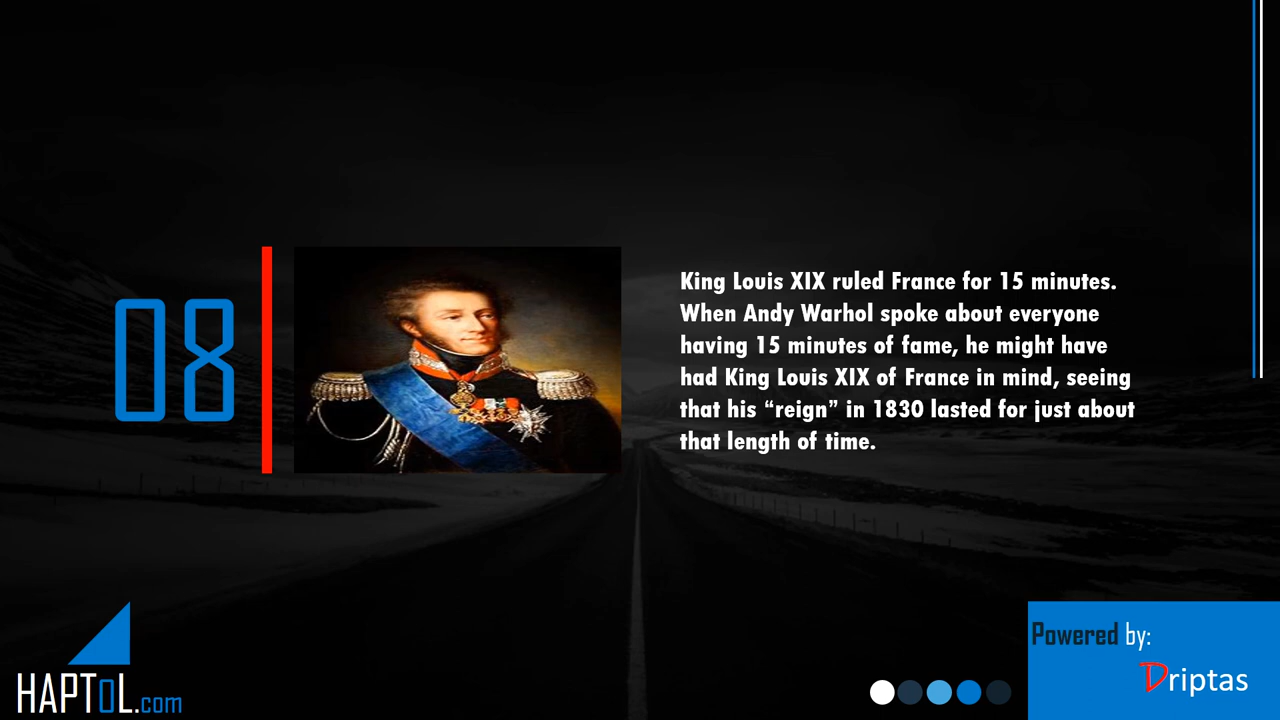 08
King Louis XIX ruled France for 15 minutes.
When Andy Warhol spoke about everyone
having 15 minutes of fame, he might have
had King Louis XIX of France in mind, seeing
that his “reign” in 1830 lasted for just about
that length of time.
HAPTOL.com
Powered by:
Driptas